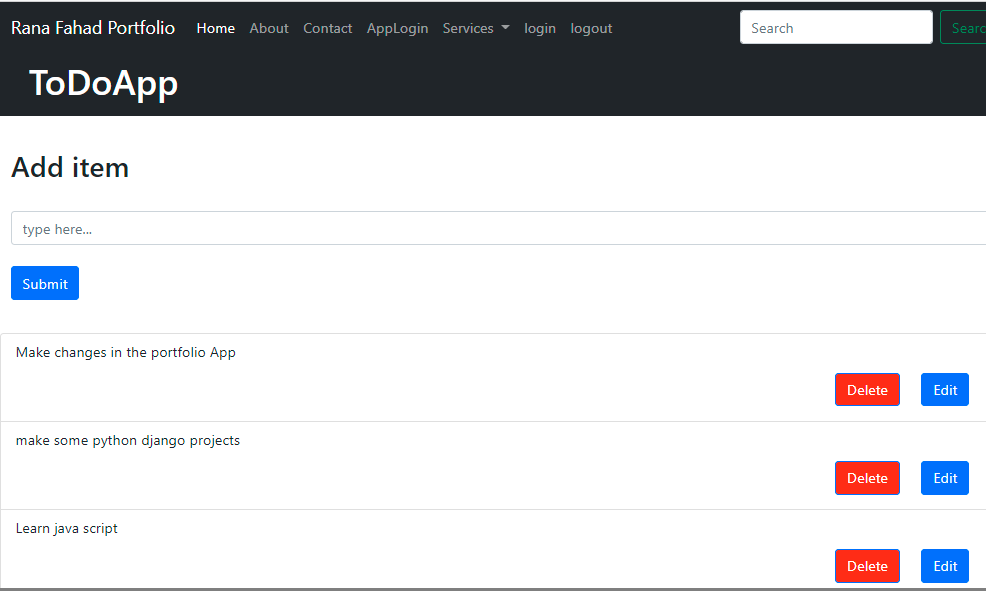 Rana Fahad Portfolio Home About Contact AppLogin Services login logout Search Searc
ToDoApp
Add item
type here...
Submit
Make changes in the portfolio App
Delete Edit
make some python django projects
Delete Edit
Learn java script
Delete Edit